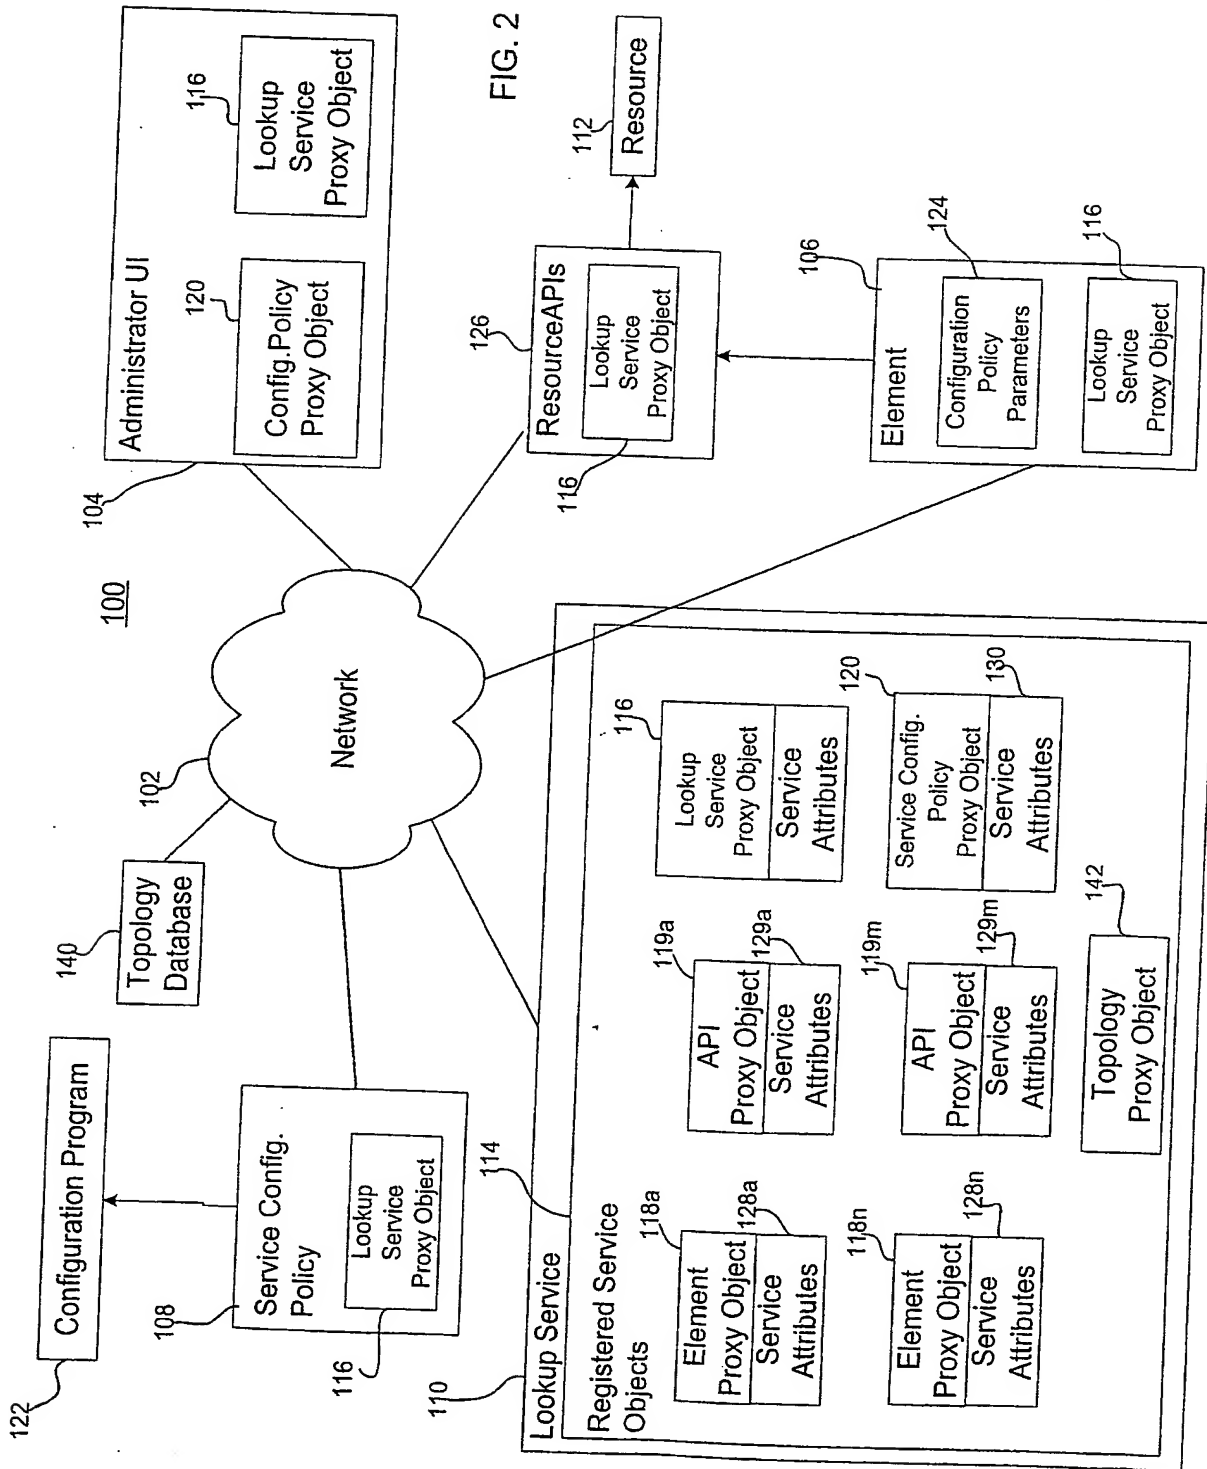 122
Configuration Program
108
Service Config.
Policy
Lookup
Service
Proxy Object
116
140
Topology
Database
102
Network
100
104
Administrator UI
120
Config.Policy
Proxy Object
116
Lookup
Service
Proxy Object
FIG. 2
126
ResourceAPIs
Lookup
Service
Proxy Object
116
112
Resource
106
Element
124
Configuration
Policy
Parameters
116
Lookup
Service
Proxy Object
110
Lookup Service
114
Registered Service
Objects
118a
Element
Proxy Object
128a
Service
Attributes
119a
API
Proxy Object
129a
Service
Attributes
116
Lookup
Service
Proxy Object
Service
Attributes
118n
Element
Proxy Object
128n
Service
Attributes
119m
API
Proxy Object
129m
Service
Attributes
120
Service Config.
Policy
Proxy Object
130
Service
Attributes
142
Topology
Proxy Object